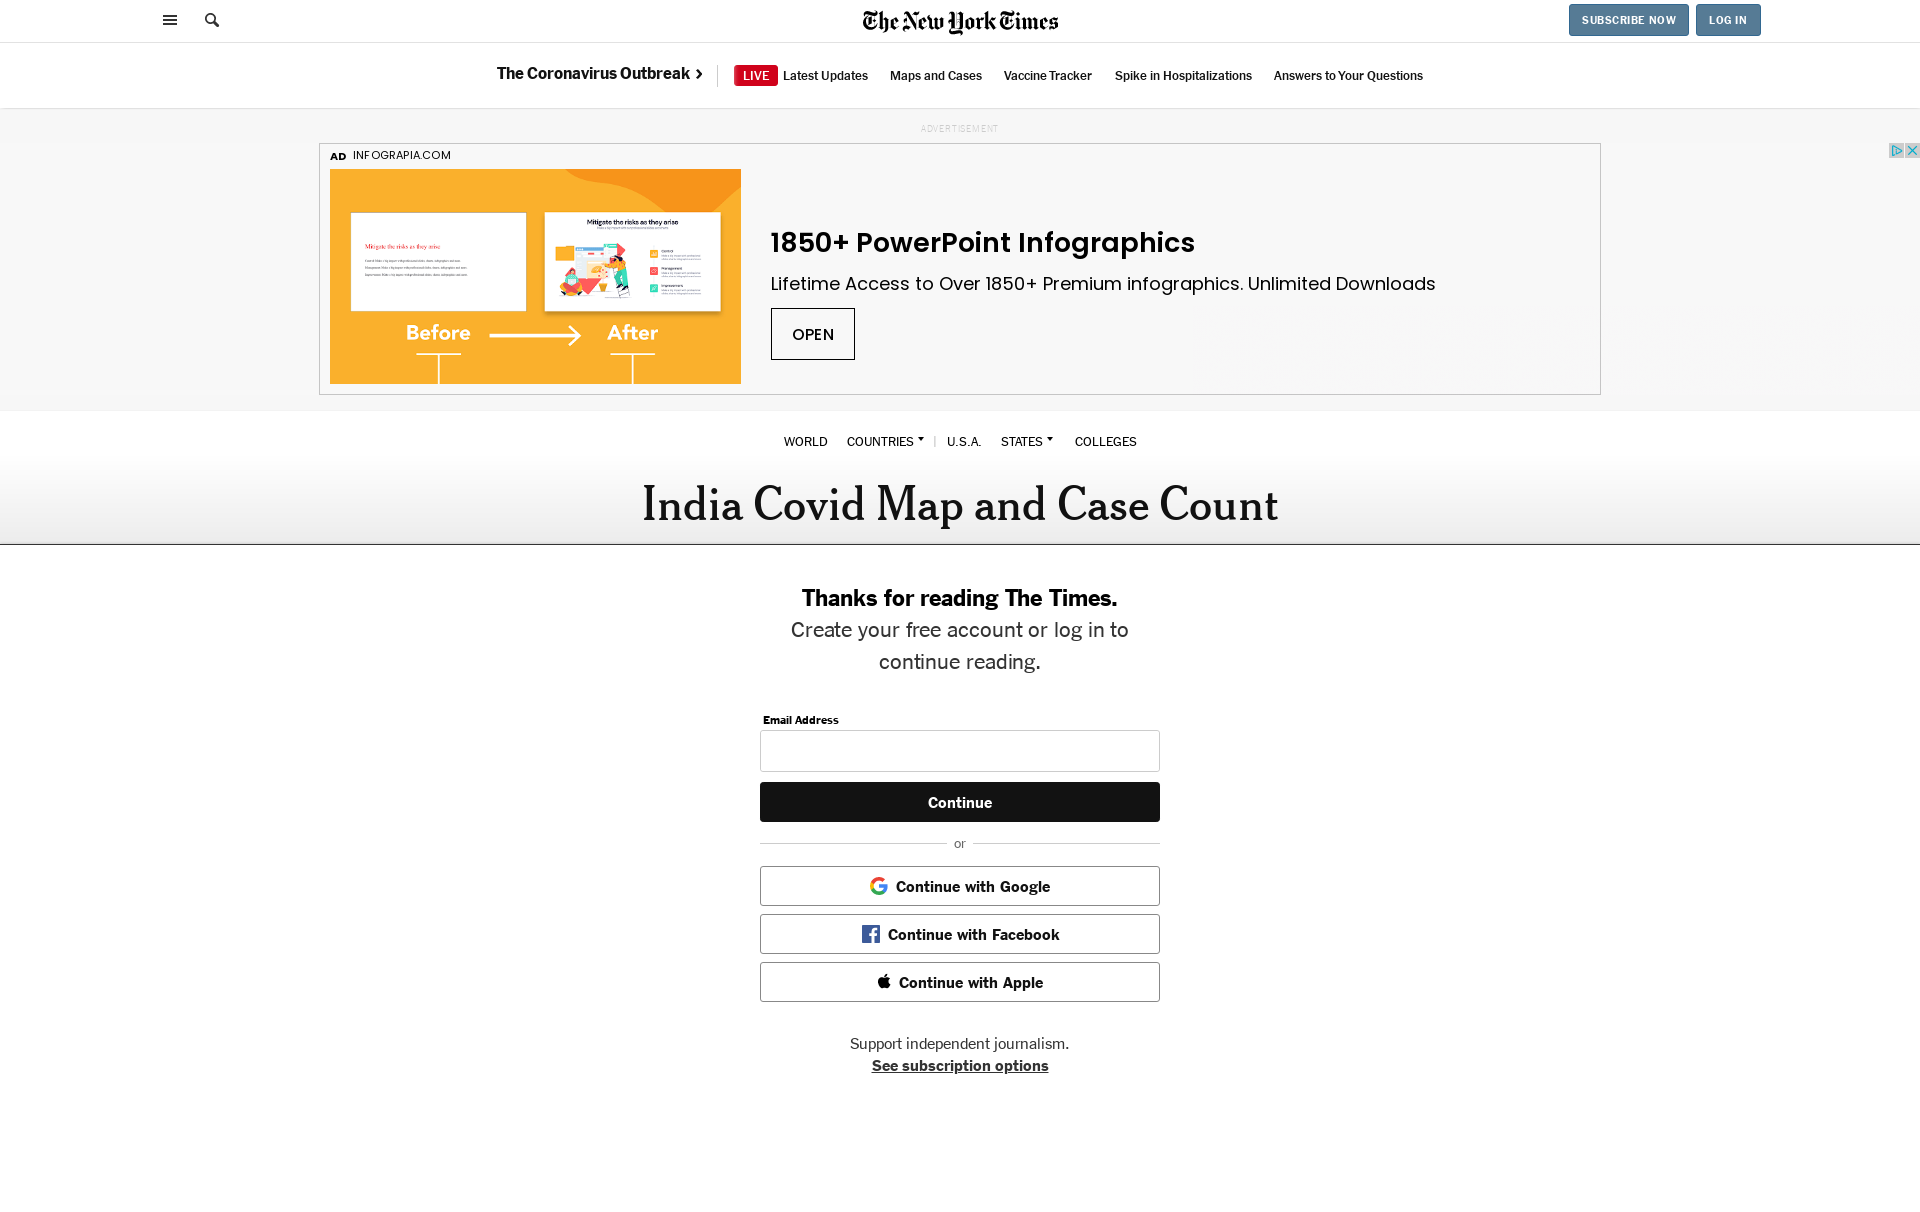 The New York Times
SUBSCRIBE NOW
LOG IN
The Coronavirus Outbreak
LIVE Latest Updates
Maps and Cases
Vaccine Tracker
Spike in Hospitalizations
Answers to Your Questions
ADVERTISEMENT
AD INFOGRAPIA.COM
Mitigate the risks as they arise
Mitigate the risks as they arise
Before
After
1850+ PowerPoint Infographics
Lifetime Access to Over 1850+ Premium infographics. Unlimited Downloads
OPEN
WORLD COUNTRIES | U.S.A. STATES COLLEGES
India Covid Map and Case Count
Thanks for reading The Times.
Create your free account or log in to
continue reading.
Email Address
Continue
or
Continue with Google
Continue with Facebook
Continue with Apple
Support independent journalism.
See subscription options